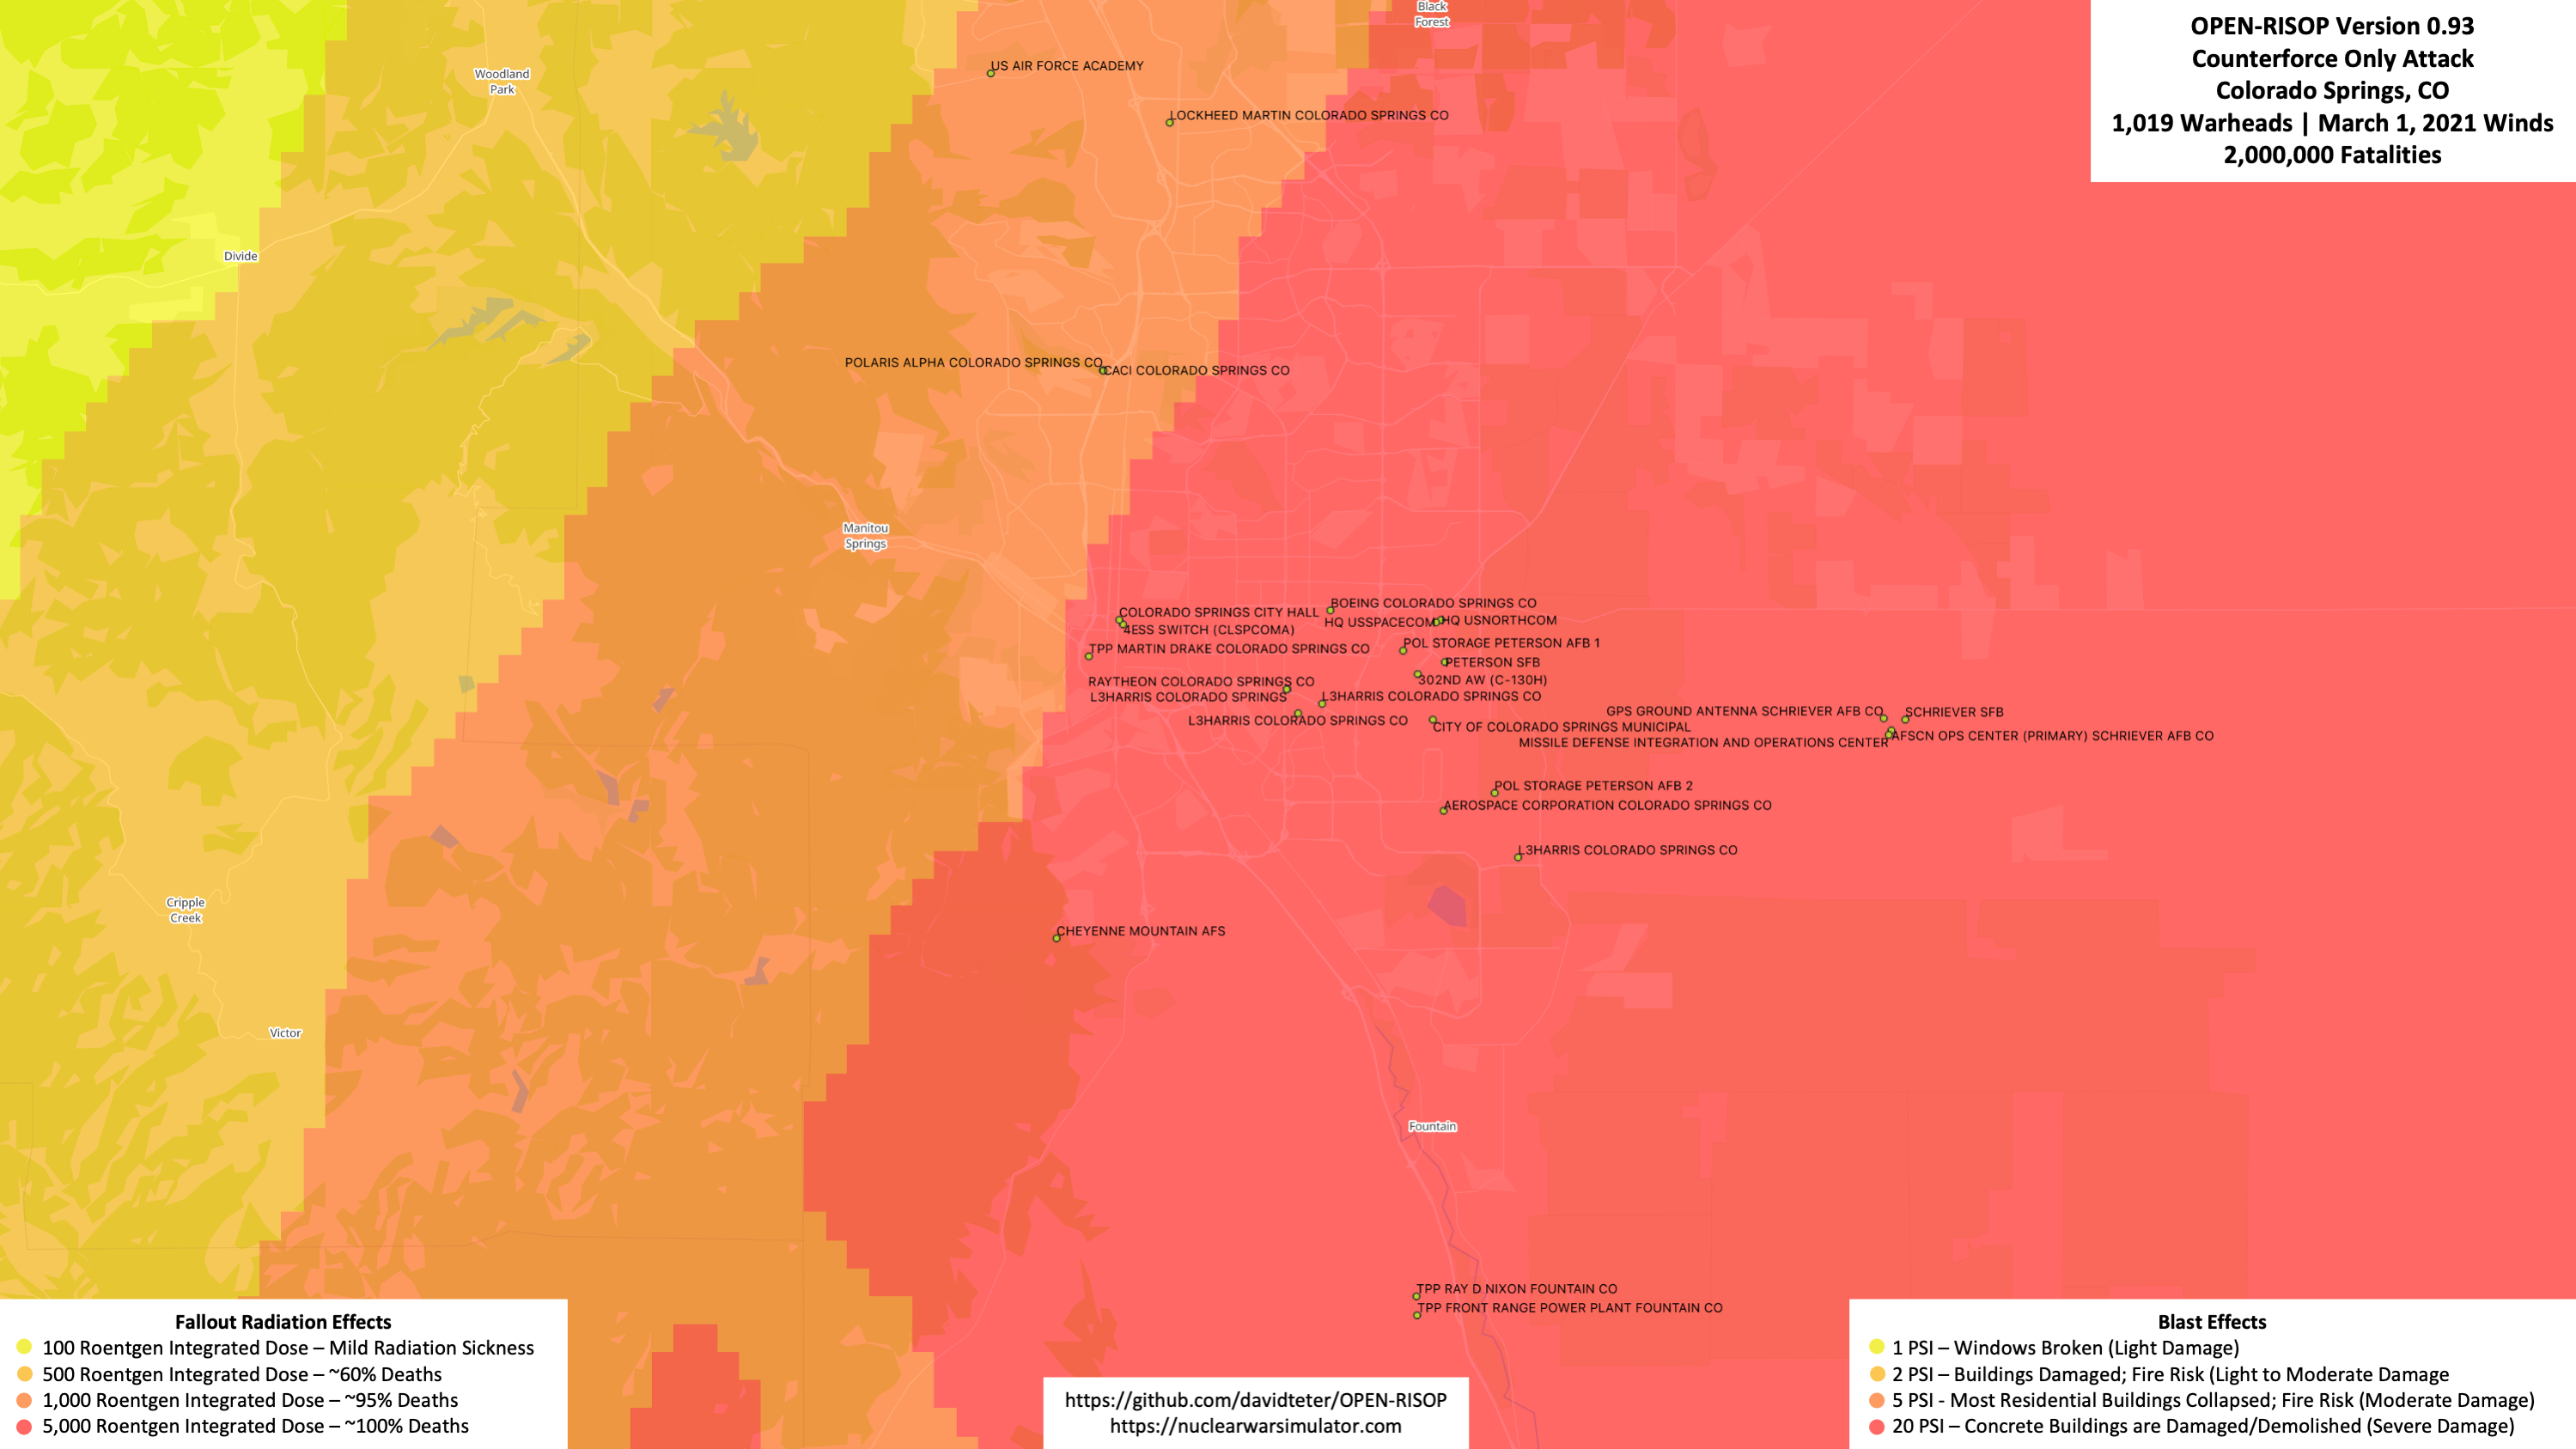 Black
Forest
OPEN-RISOP Version 0.93
Counterforce Only Attack
Colorado Springs, CO
1,019 Warheads | March 1, 2021 Winds
2,000,000 Fatalities
US AIR FORCE ACADEMY
Woodland
Park
LOCKHEED MARTIN COLORADO SPRINGS CO
Divide
POLARIS ALPHA COLORADO SPRINGS CO
CACI COLORADO SPRINGS CO
Manitou
Springs
BOEING COLORADO SPRINGS CO
COLORADO SPRINGS CITY HALL
HQ USSPACECOM
HQ USNORTHCOM
4ESS SWITCH (CLSPCOMA)
POL STORAGE PETERSON AFB 1
TPP MARTIN DRAKE COLORADO SPRINGS CO
PETERSON SFB
302ND AW (C-130H)
RAYTHEON COLORADO SPRINGS CO
L3HARRIS COLORADO SPRINGS
L3HARRIS COLORADO SPRINGS CO
GPS GROUND ANTENNA SCHRIEVER AFB CO
SCHRIEVER SFB
L3HARRIS COLORADO SPRINGS CO
CITY OF COLORADO SPRINGS MUNICIPAL
AFSCN OPS CENTER (PRIMARY) SCHRIEVER AFB CO
MISSILE DEFENSE INTEGRATION AND OPERATIONS CENTER
POL STORAGE PETERSON AFB 2
AEROSPACE CORPORATION COLORADO SPRINGS CO
L3HARRIS COLORADO SPRINGS CO
Cripple
Creek
CHEYENNE MOUNTAIN AFS
Victor
Fountain
TPP RAY D NIXON FOUNTAIN CO
TPP FRONT RANGE POWER PLANT FOUNTAIN CO
Fallout Radiation Effects
100 Roentgen Integrated Dose – Mild Radiation Sickness
500 Roentgen Integrated Dose – ~60% Deaths
1,000 Roentgen Integrated Dose – ~95% Deaths
5,000 Roentgen Integrated Dose – ~100% Deaths
https://github.com/davidteter/OPEN-RISOP
https://nuclearwarsimulator.com
Blast Effects
1 PSI – Windows Broken (Light Damage)
2 PSI – Buildings Damaged; Fire Risk (Light to Moderate Damage
5 PSI - Most Residential Buildings Collapsed; Fire Risk (Moderate Damage)
20 PSI – Concrete Buildings are Damaged/Demolished (Severe Damage)